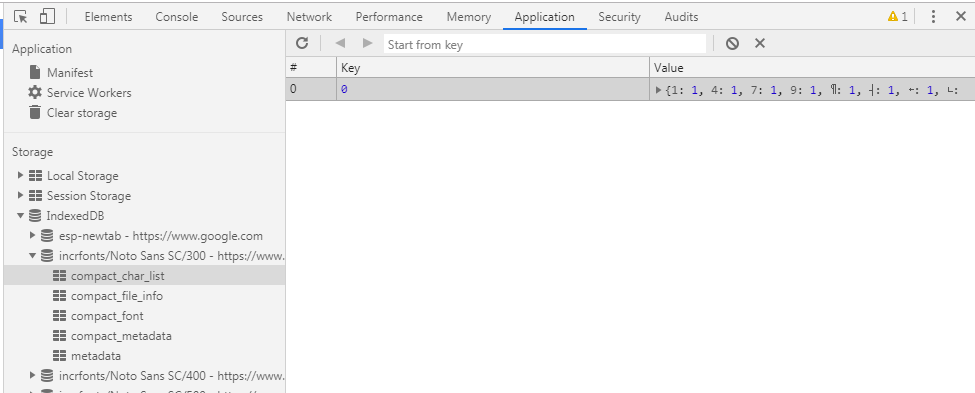 Elements Console Sources Network Performance Memory Application Security Audits 1
Application
Manifest
Service Workers
Clear storage
Storage
Local Storage
Session Storage
IndexedDB
esp-newtab - https://www.google.com
incrfonts/Noto Sans SC/300 - https://www.
compact_char_list
compact_file_info
compact_font
compact_metadata
metadata
incrfonts/Noto Sans SC/400 - https://www.
Start from key
# Key Value
0 0 {1: 1, 4: 1, 7: 1, 9: 1, ¶: 1, ┤: 1, ←: 1, ∟: